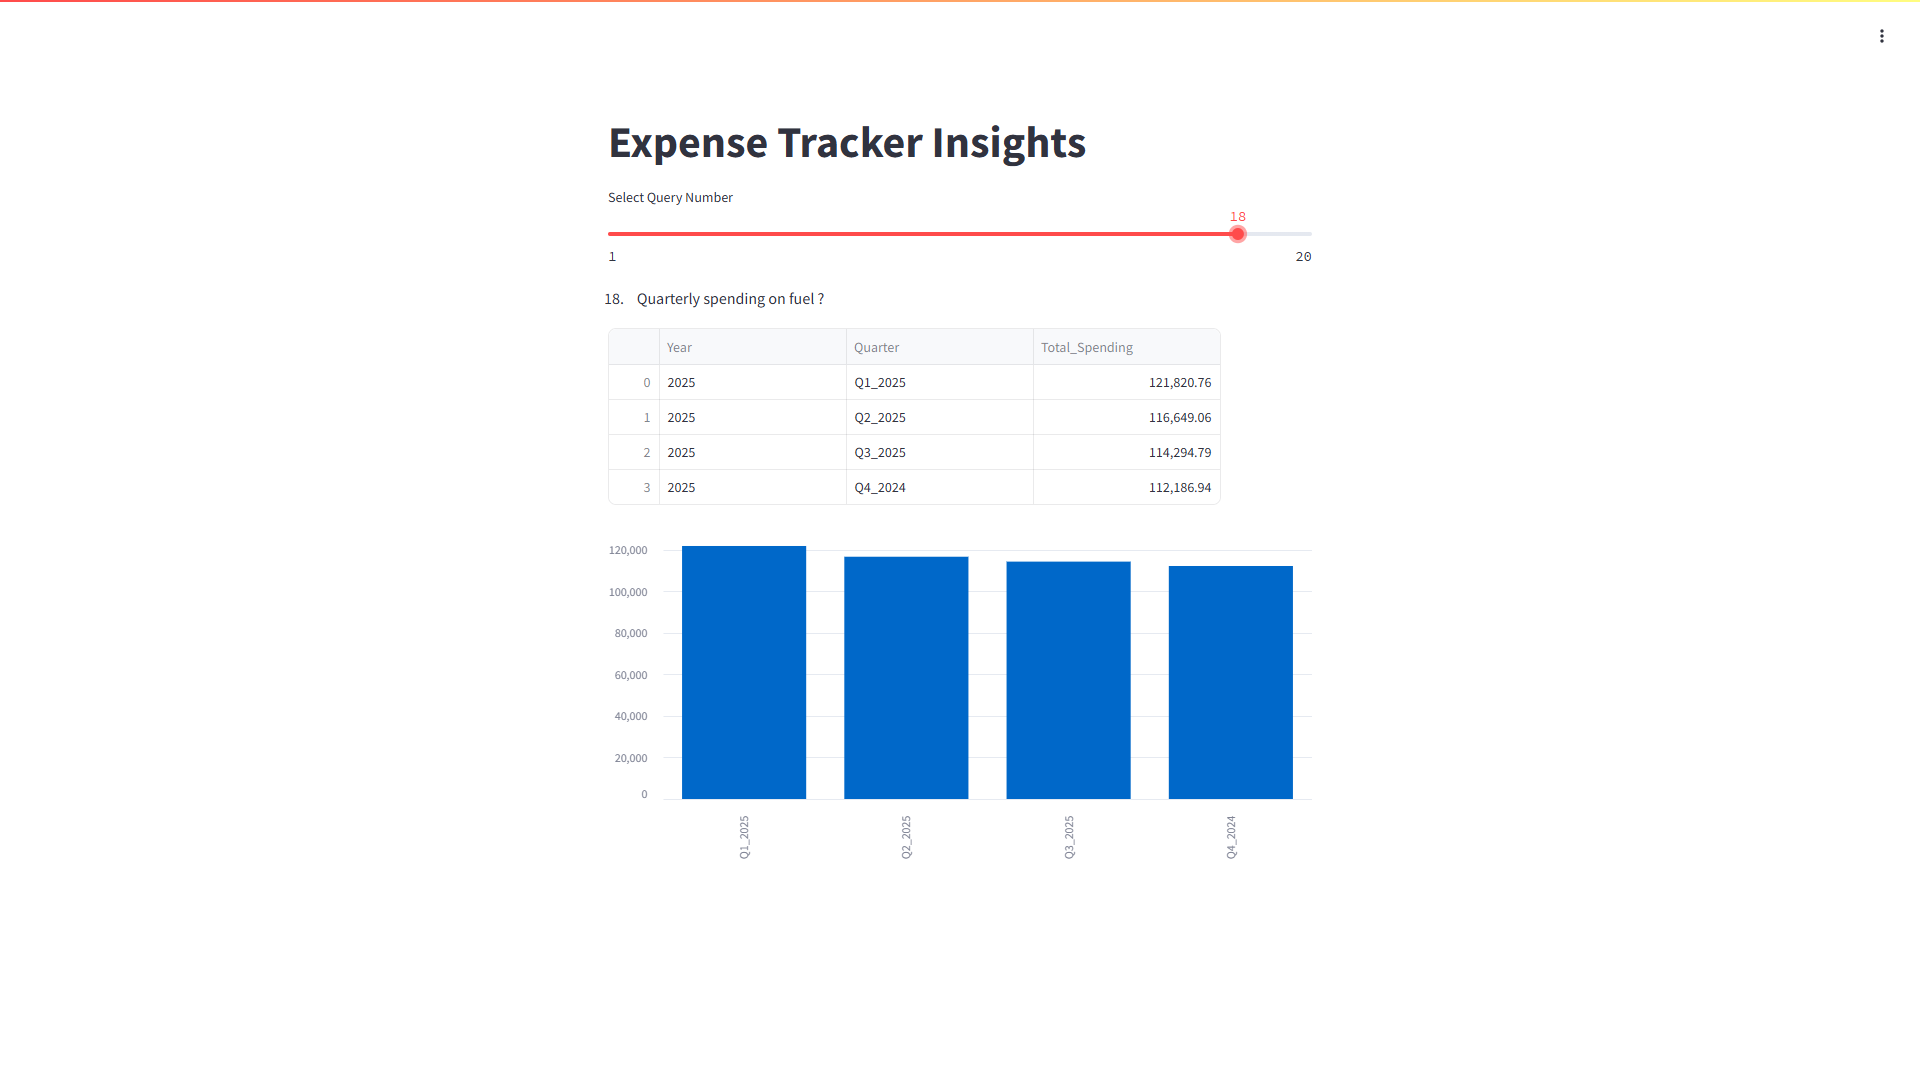 Expense Tracker Insights
Select Query Number
18
1 20
18. Quarterly spending on fuel ?
Year Quarter Total_Spending
0 2025 Q1_2025 121,820.76
1 2025 Q2_2025 116,649.06
2 2025 Q3_2025 114,294.79
3 2025 Q4_2024 112,186.94
120,000
100,000
80,000
60,000
40,000
20,000
0
Q1_2025 Q2_2025 Q3_2025 Q4_2024